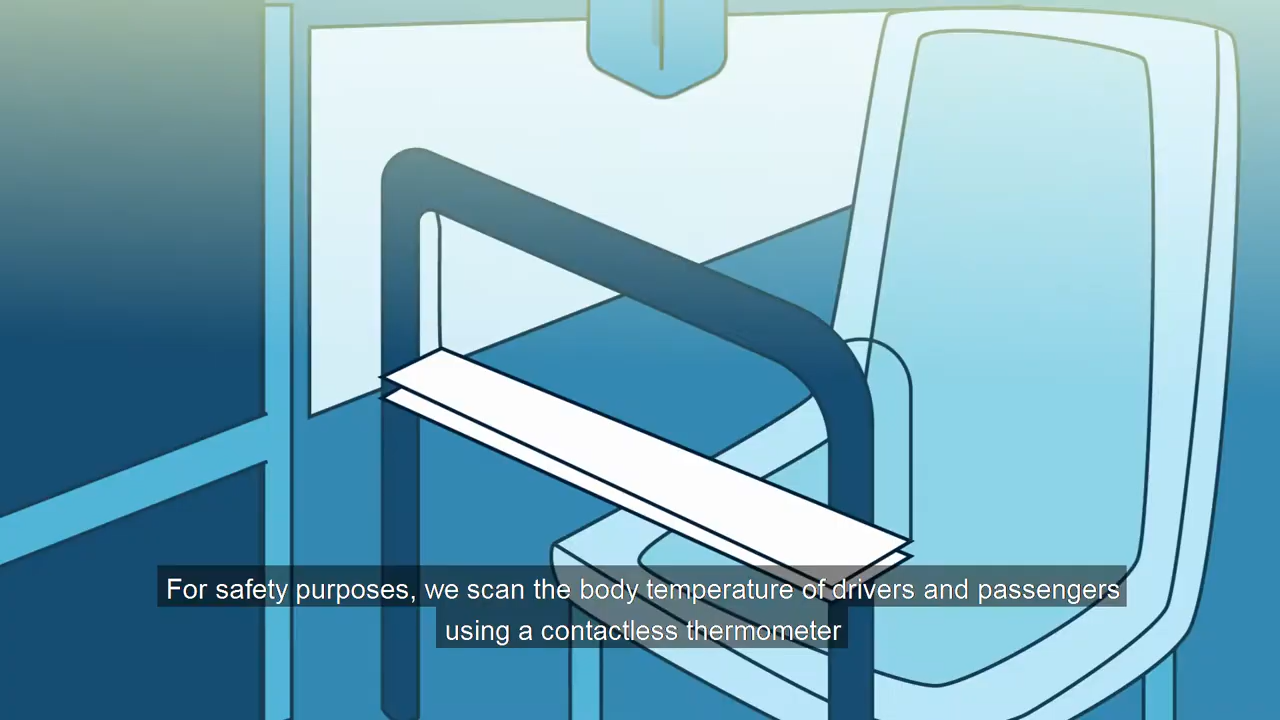 For safety purposes, we scan the body temperature of drivers and passengers
using a contactless thermometer